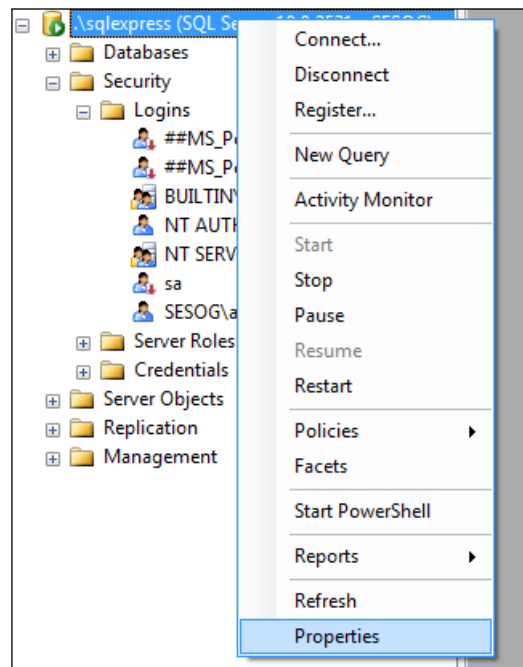 .\sqlexpress (SQL Se
Databases
Security
Logins
##MS_Po
##MS_Po
BUILTIN\
NT AUTH
NT SERV
sa
SESOG\a
Server Roles
Credentials
Server Objects
Replication
Management
Connect...
Disconnect
Register...
New Query
Activity Monitor
Start
Stop
Pause
Resume
Restart
Policies
Facets
Start PowerShell
Reports
Refresh
Properties